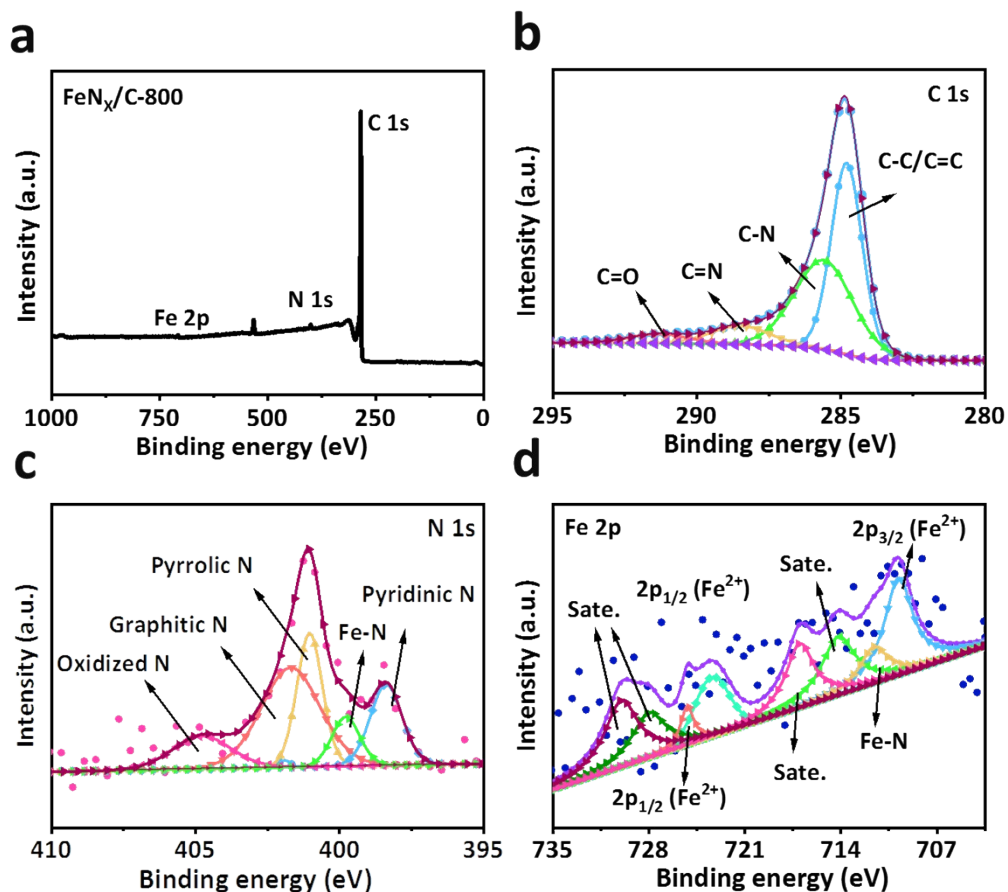 a
FeN_X/C-800
C 1s
Fe 2p
N 1s
Intensity (a.u.)
1000 750 500 250 0
Binding energy (eV)
b
C 1s
C-C/C=C
C-N
C=N
C=O
Intensity (a.u.)
295 290 285 280
Binding energy (eV)
c
N 1s
Pyrrolic N
Pyridinic N
Graphitic N
Fe-N
Oxidized N
Intensity (a.u.)
410 405 400 395
Binding energy (eV)
d
Fe 2p
2p3/2 (Fe2+)
Sate.
2p1/2 (Fe2+)
Sate.
Fe-N
Sate.
2p1/2 (Fe2+)
Intensity (a.u.)
735 728 721 714 707
Binding energy (eV)